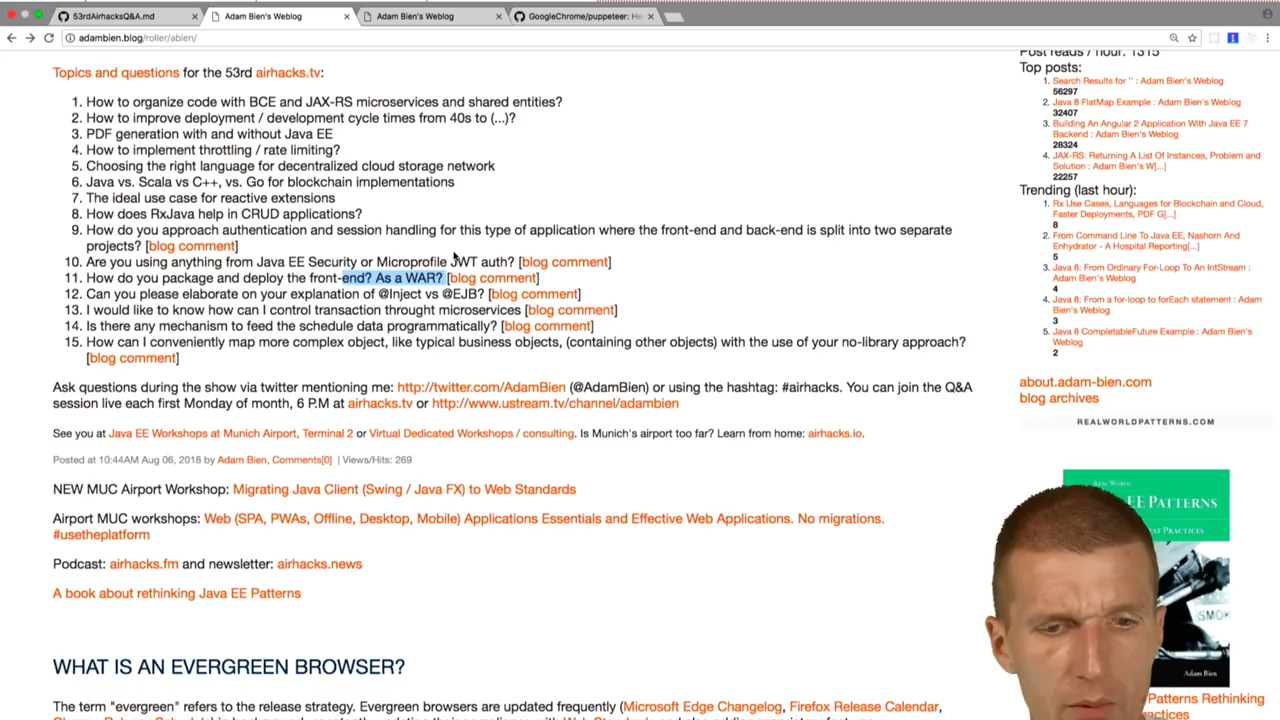 53rdAirhacksQ&A.md
Adam Bien's Weblog
Adam Bien's Weblog
GoogleChrome/puppeteer: He
adambien.blog/roller/abien/
Topics and questions for the 53rd airhacks.tv:
1. How to organize code with BCE and JAX-RS microservices and shared entities?
2. How to improve deployment / development cycle times from 40s to (...)?
3. PDF generation with and without Java EE
4. How to implement throttling / rate limiting?
5. Choosing the right language for decentralized cloud storage network
6. Java vs. Scala vs C++, vs. Go for blockchain implementations
7. The ideal use case for reactive extensions
8. How does RxJava help in CRUD applications?
9. How do you approach authentication and session handling for this type of application where the front-end and back-end is split into two separate
projects? [blog comment]
10. Are you using anything from Java EE Security or Microprofile JWT auth? [blog comment]
11. How do you package and deploy the front-end? As a WAR? [blog comment]
12. Can you please elaborate on your explanation of @Inject vs @EJB? [blog comment]
13. I would like to know how can I control transaction throught microservices [blog comment]
14. Is there any mechanism to feed the schedule data programmatically? [blog comment]
15. How can I conveniently map more complex object, like typical business objects, (containing other objects) with the use of your no-library approach?
[blog comment]
Ask questions during the show via twitter mentioning me: http://twitter.com/AdamBien (@AdamBien) or using the hashtag: #airhacks. You can join the Q&A
session live each first Monday of month, 6 P.M at airhacks.tv or http://www.ustream.tv/channel/adambien
See you at Java EE Workshops at Munich Airport, Terminal 2 or Virtual Dedicated Workshops / consulting. Is Munich's airport too far? Learn from home: airhacks.io.
Posted at 10:44AM Aug 06, 2018 by Adam Bien, Comments[0] | Views/Hits: 269
NEW MUC Airport Workshop: Migrating Java Client (Swing / Java FX) to Web Standards
Airport MUC workshops: Web (SPA, PWAs, Offline, Desktop, Mobile) Applications Essentials and Effective Web Applications. No migrations.
#usetheplatform
Podcast: airhacks.fm and newsletter: airhacks.news
A book about rethinking Java EE Patterns
WHAT IS AN EVERGREEN BROWSER?
The term "evergreen" refers to the release strategy. Evergreen browsers are updated frequently (Microsoft Edge Changelog, Firefox Release Calendar,
Post reads / hour: 1315
Top posts:
1. Search Results for '' : Adam Bien's Weblog
56297
2. Java 8 FlatMap Example : Adam Bien's Weblog
32407
3. Building An Angular 2 Application With Java EE 7
Backend : Adam Bien's Weblog
28324
4. JAX-RS: Returning A List Of Instances, Problem and
Solution : Adam Bien's W[...]
22257
Trending (last hour):
1. Rx Use Cases, Languages for Blockchain and Cloud,
Faster Deployments, PDF G[...]
2. From Command Line To Java EE, Nashorn And
Enhydrator - A Hospital Reporting[...]
5
3. Java 8: From Ordinary For-Loop To An IntStream :
Adam Bien's Weblog
4
4. Java 8: From a for-loop to forEach statement : Adam
Bien's Weblog
3
5. Java 8 CompletableFuture Example : Adam Bien's
Weblog
2
about.adam-bien.com
blog archives
REALWORLDPATTERNS.COM
REAL WORLD
EE PATTERNS
ST PRACTICES
SMOK
Adam Bien
Patterns Rethinking